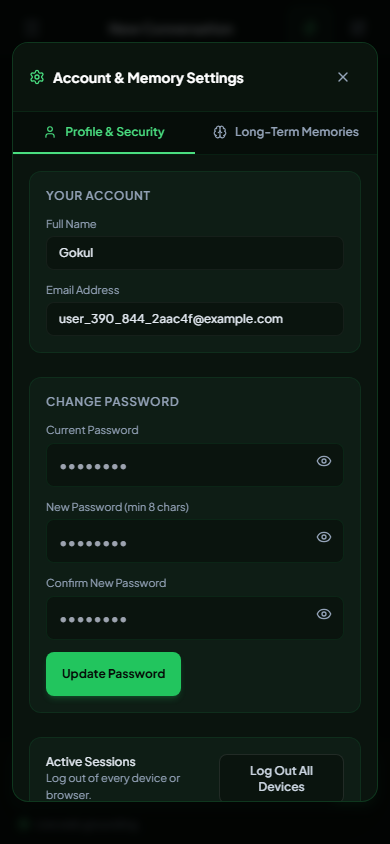 New Conversation
Account & Memory Settings
Profile & Security
Long-Term Memories
YOUR ACCOUNT
Full Name
Gokul
Email Address
user_390_844_2aac4f@example.com
CHANGE PASSWORD
Current Password
●●●●●●●●
New Password (min 8 chars)
●●●●●●●●
Confirm New Password
●●●●●●●●
Update Password
Active Sessions
Log out of every device or
browser.
Log Out All
Devices